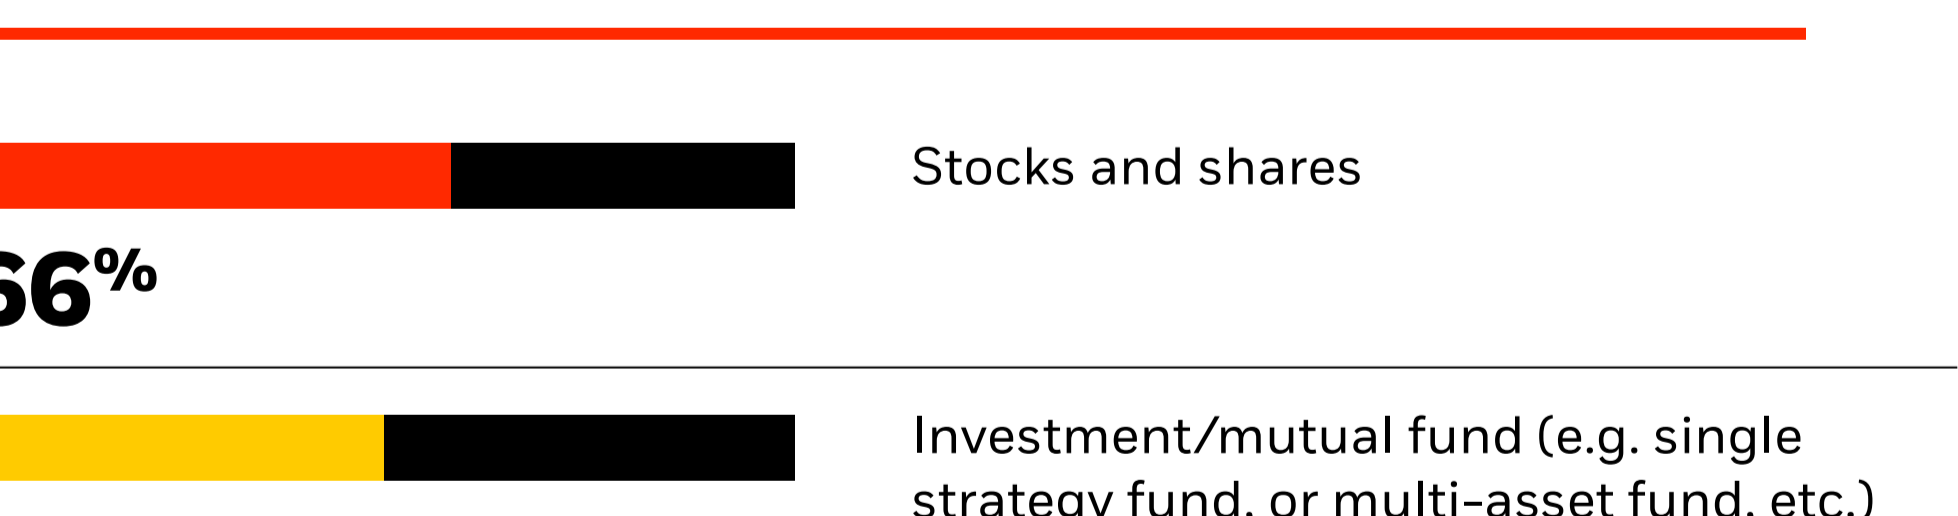 Stocks and shares
66%
Investment/mutual fund (e.g. single
strategy fund, or multi-asset fund, etc.)